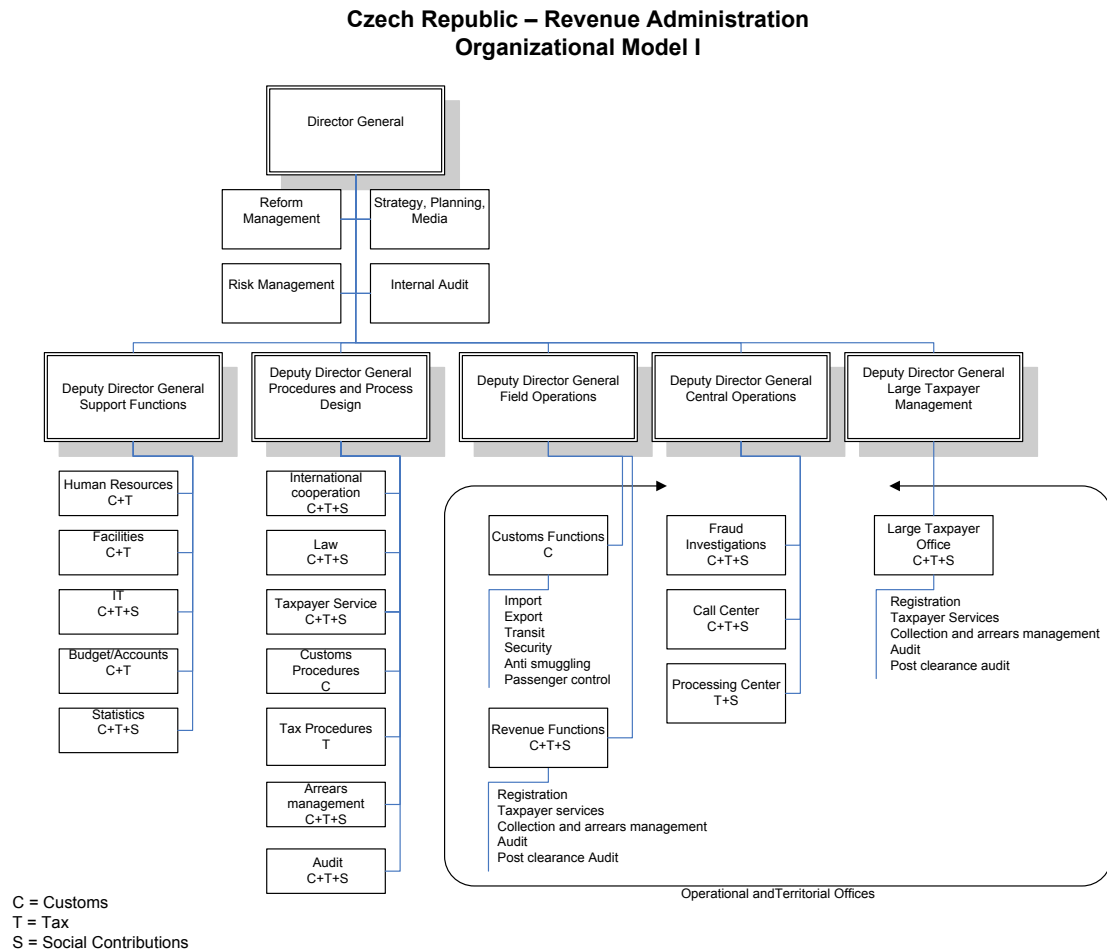 Czech Republic – Revenue Administration
Organizational Model I
Director General
Reform
Management
Strategy, Planning,
Media
Risk Management
Internal Audit
Deputy Director General
Support Functions
Deputy Director General
Procedures and Process
Design
Deputy Director General
Field Operations
Deputy Director General
Central Operations
Deputy Director General
Large Taxpayer
Management
Human Resources
C+T
Facilities
C+T
IT
C+T+S
Budget/Accounts
C+T
Statistics
C+T+S
International
cooperation
C+T+S
Law
C+T+S
Taxpayer Service
C+T+S
Customs
Procedures
C
Tax Procedures
T
Arrears
management
C+T+S
Audit
C+T+S
Customs Functions
C
Import
Export
Transit
Security
Anti smuggling
Passenger control
Revenue Functions
C+T+S
Registration
Taxpayer services
Collection and arrears management
Audit
Post clearance Audit
Fraud
Investigations
C+T+S
Call Center
C+T+S
Processing Center
T+S
Large Taxpayer
Office
C+T+S
Registration
Taxpayer Services
Collection and arrears management
Audit
Post clearance audit
Operational andTerritorial Offices
C = Customs
T = Tax
S = Social Contributions